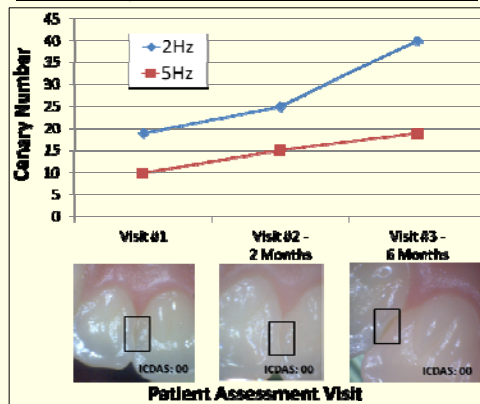 45
40
35
30
25
20
15
10
5
0
Canary Number
2Hz
5Hz
Visit #1
Visit #2 -
2 Months
Visit #3 -
6 Months
ICDAS: 00
ICDAS: 00
ICDAS: 00
Patient Assessment Visit